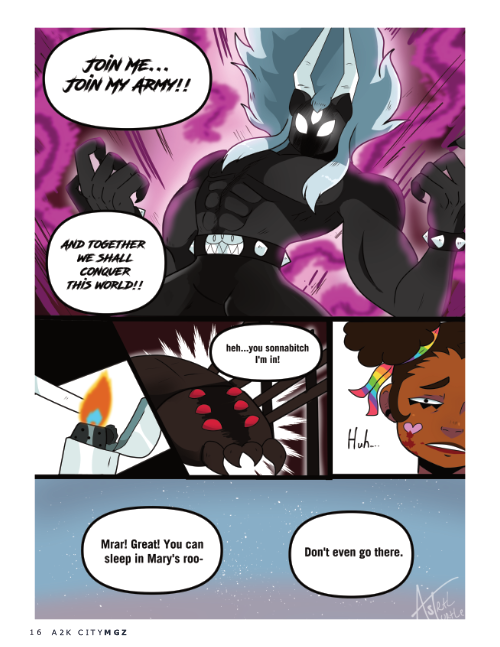 JOIN ME...
JOIN MY ARMY!!
AND TOGETHER
WE SHALL
CONQUER
THIS WORLD!!
heh...you sonnabitch
I'm in!
Huh...
Mrar! Great! You can
sleep in Mary's roo-
Don't even go there.
16 A2K CITYMGZ